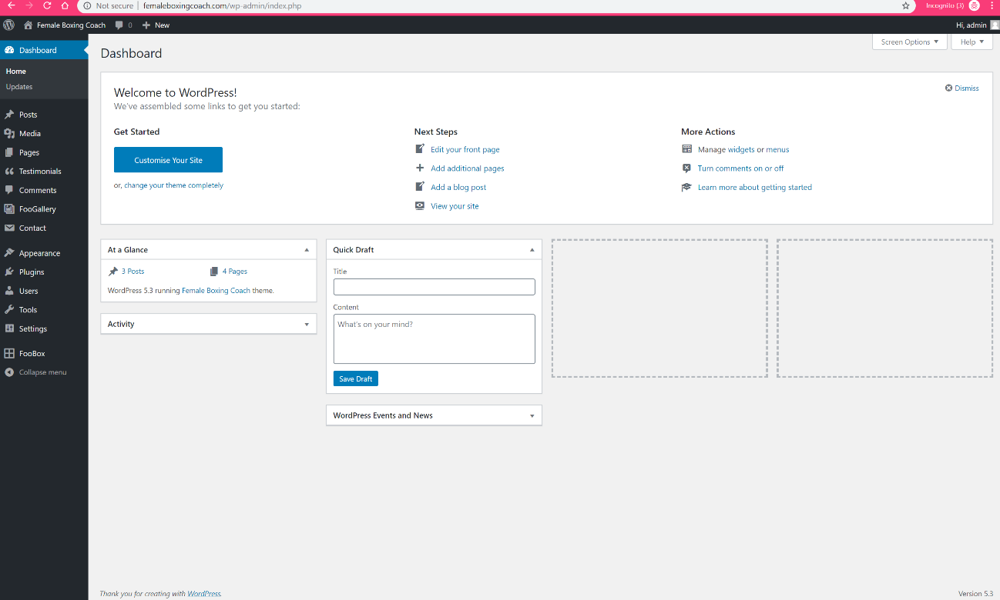 Not secure | femaleboxingcoach.com/wp-admin/index.php
Incognito (3)
Female Boxing Coach 0 New
Hi, admin
Dashboard
Home
Updates
Posts
Media
Pages
Testimonials
Comments
FooGallery
Contact
Appearance
Plugins
Users
Tools
Settings
FooBox
Collapse menu
Screen Options
Help
Dashboard
Welcome to WordPress!
We've assembled some links to get you started:
Dismiss
Get Started
Customise Your Site
or, change your theme completely
Next Steps
Edit your front page
Add additional pages
Add a blog post
View your site
More Actions
Manage widgets or menus
Turn comments on or off
Learn more about getting started
At a Glance
3 Posts
4 Pages
WordPress 5.3 running Female Boxing Coach theme.
Activity
Quick Draft
Title
Content
What's on your mind?
Save Draft
WordPress Events and News
Thank you for creating with WordPress.
Version 5.3